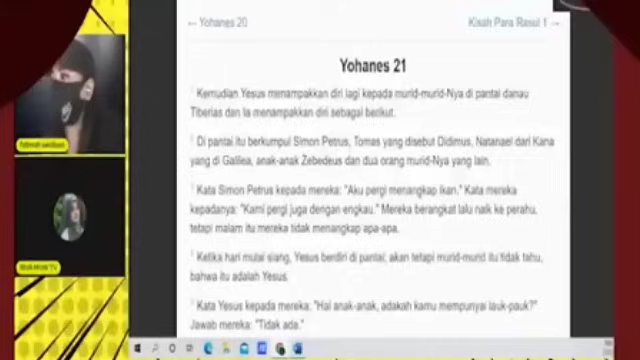 ← Yohanes 20
Kisah Para Rasul 1 →
Yohanes 21
1 Kemudian Yesus menampakkan diri lagi kepada murid-murid-Nya di pantai danau
Tiberias dan Ia menampakkan diri sebagai berikut.
Di pantai itu berkumpul Simon Petrus, Tomas yang disebut Didimus, Natanael dari Kana
yang di Galilea, anak-anak Zebedeus dan dua orang murid-Nya yang lain.
Kata Simon Petrus kepada mereka: "Aku pergi menangkap ikan." Kata mereka
kepadanya: "Kami pergi juga dengan engkau." Mereka berangkat lalu naik ke perahu,
tetapi malam itu mereka tidak menangkap apa-apa.
Ketika hari mulai siang, Yesus berdiri di pantai; akan tetapi murid-murid itu tidak tahu,
bahwa itu adalah Yesus.
Kata Yesus kepada mereka: "Hai anak-anak, adakah kamu mempunyai lauk-pauk?"
Jawab mereka: "Tidak ada."